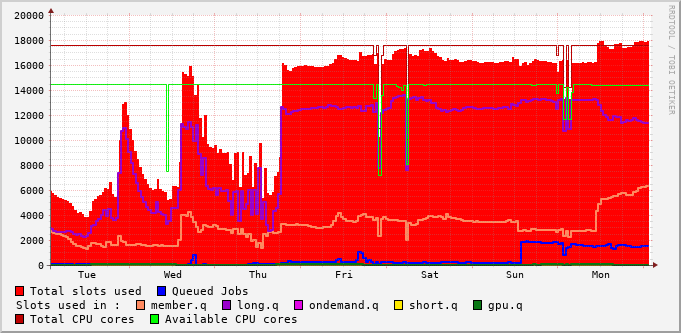 20000
18000
16000
14000
12000
10000
8000
6000
4000
2000
0
Tue Wed Thu Fri Sat Sun Mon
RRDTOOL / TOBI OETIKER
Total slots used Queued Jobs
Slots used in : member.q long.q ondemand.q short.q gpu.q
Total CPU cores Available CPU cores